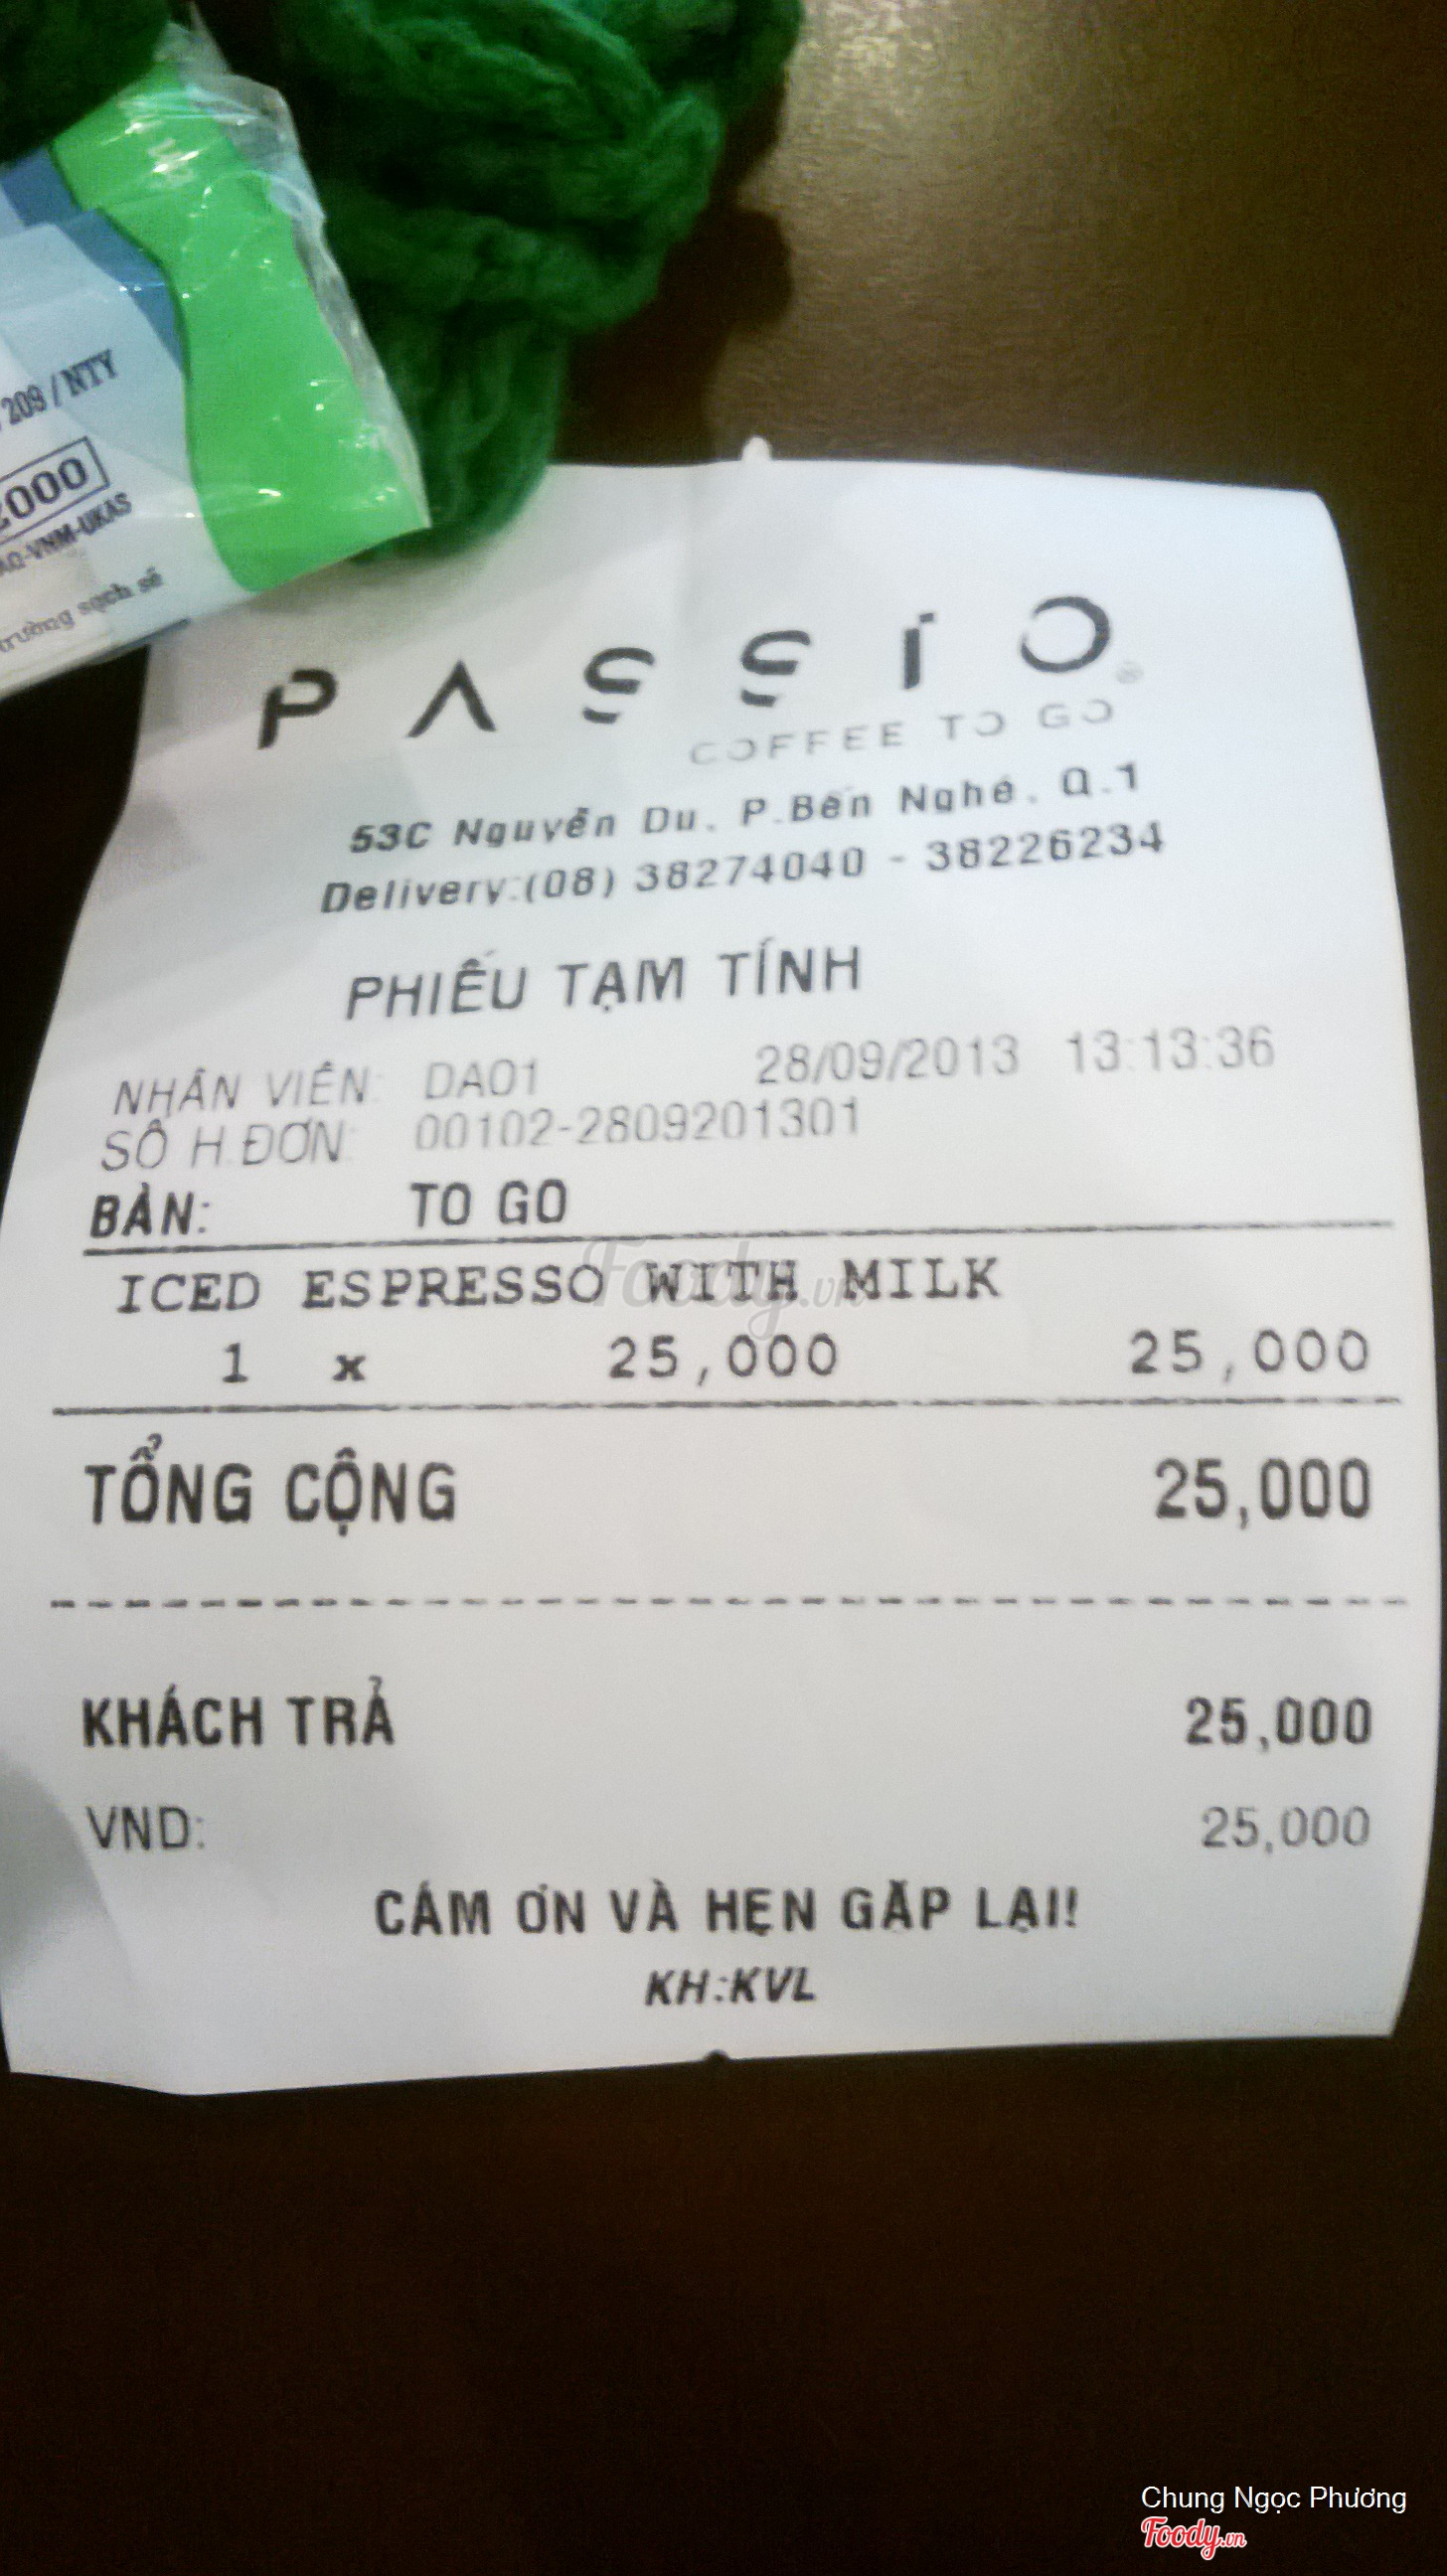 209 / NTY
2000
AQ-VNM-UKAS
trường sạch sẽ
PASSIO
COFFEE TO GO
53C Nguyễn Du, P.Bến Nghé, Q.1
Delivery:(08) 38274040 - 38226234
PHIẾU TẠM TÍNH
NHÂN VIÊN: DA01 28/09/2013 13:13:36
SỐ H.ĐƠN: 00102-2809201301
BÀN: TO GO
ICED ESPRESSO WITH MILK
1 x 25,000 25,000
TỔNG CỘNG 25,000
KHÁCH TRẢ 25,000
VND: 25,000
CÁM ƠN VÀ HẸN GẶP LẠI!
KH:KVL
Foody.vn
Chung Ngọc Phương
Foody.vn